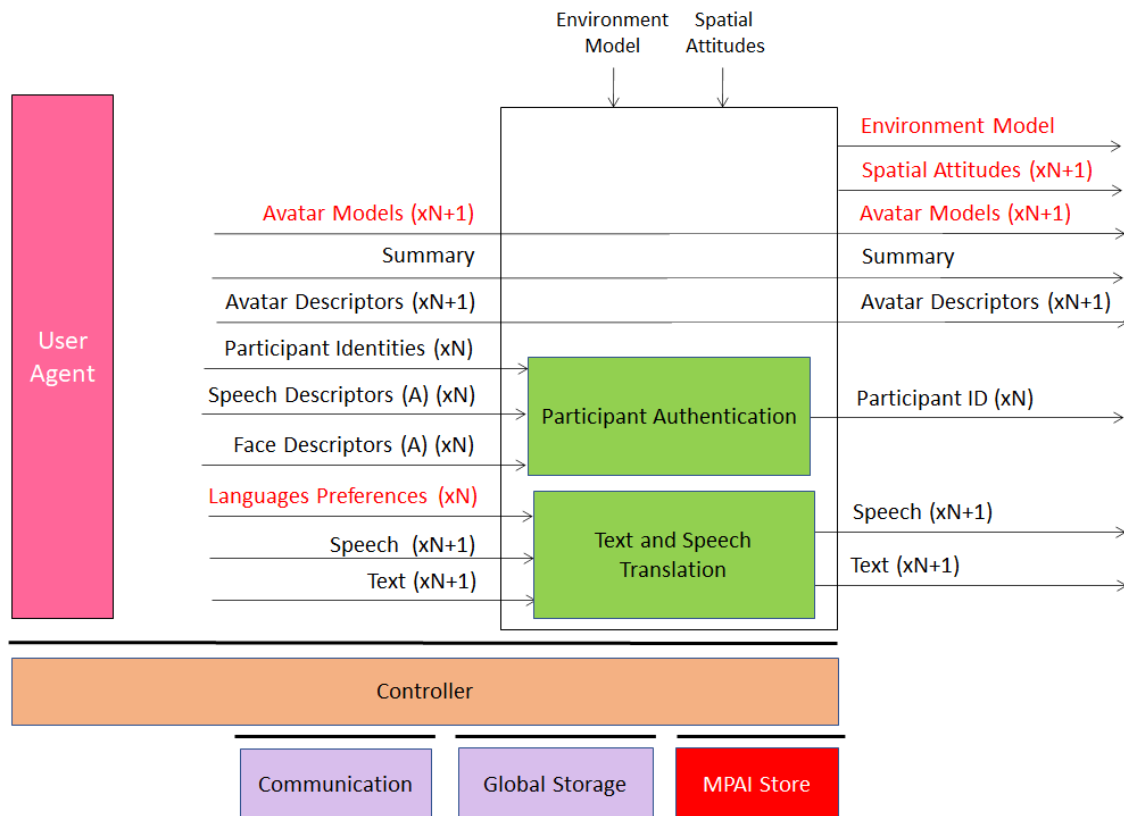 Environment
Model
Spatial
Attitudes
Environment Model
Spatial Attitudes (xN+1)
Avatar Models (xN+1)
Avatar Models (xN+1)
Summary
Summary
Avatar Descriptors (xN+1)
Avatar Descriptors (xN+1)
User
Agent
Participant Identities (xN)
Speech Descriptors (A) (xN)
Face Descriptors (A) (xN)
Participant Authentication
Participant ID (xN)
Languages Preferences (xN)
Speech (xN+1)
Text (xN+1)
Text and Speech
Translation
Speech (xN+1)
Text (xN+1)
Controller
Communication
Global Storage
MPAI Store